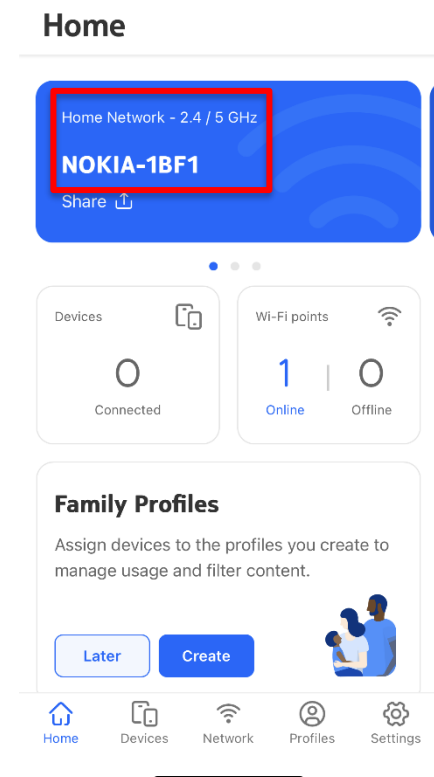 Home
Home Network - 2.4 / 5 GHz
NOKIA-1BF1
Share
Devices
0
Connected
Wi-Fi points
1 | 0
Online Offline
Family Profiles
Assign devices to the profiles you create to
manage usage and filter content.
Later Create
Home Devices Network Profiles Settings